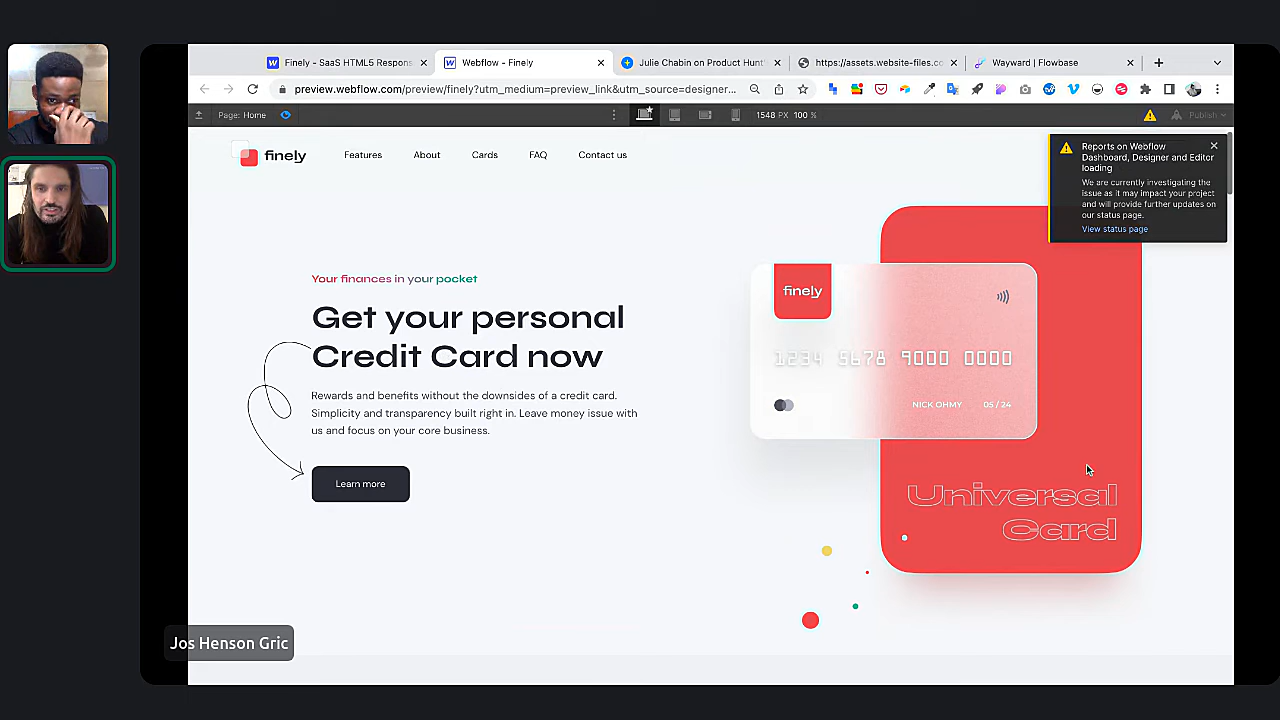 Finely - SaaS HTML5 Respons
Webflow - Finely
Julie Chabin on Product Hunt
https://assets.website-files.co
Wayward / Flowbase
preview.webflow.com/preview/finely?utm_medium=preview_link&utm_source=designer...
Page: Home
1548 PX 100 %
Publish
finely
Features
About
Cards
FAQ
Contact us
Reports on Webflow
Dashboard, Designer and Editor
loading
We are currently investigating the
issue as it may impact your project
and will provide further updates on
our status page.
View status page
Your finances in your pocket
Get your personal
Credit Card now
Rewards and benefits without the downsides of a credit card.
Simplicity and transparency built right in. Leave money issue with
us and focus on your core business.
Learn more
finely
1234 5678 9000 0000
NICK OHMY
05 / 24
Universal
Card
Jos Henson Gric